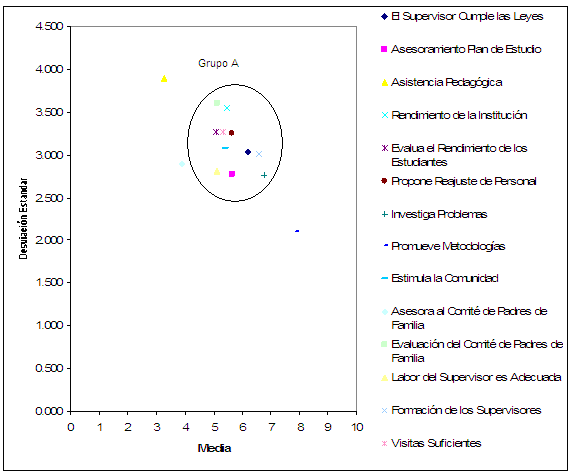 4.500
4.000
3.500
3.000
2.500
2.000
1.500
1.000
0.500
0.000
Desviación Estandar
0 1 2 3 4 5 6 7 8 9 10
Media
Grupo A
El Supervisor Cumple las Leyes
Asesoramiento Plan de Estudio
Asistencia Pedagógica
Rendimiento de la Institución
Evalua el Rendimiento de los
Estudiantes
Propone Reajuste de Personal
Investiga Problemas
Promueve Metodologías
Estimula la Comunidad
Asesora al Comité de Padres de
Familia
Evaluación del Comité de Padres de
Familia
Labor del Supervisor es Adecuada
Formación de los Supervisores
Visitas Suficientes